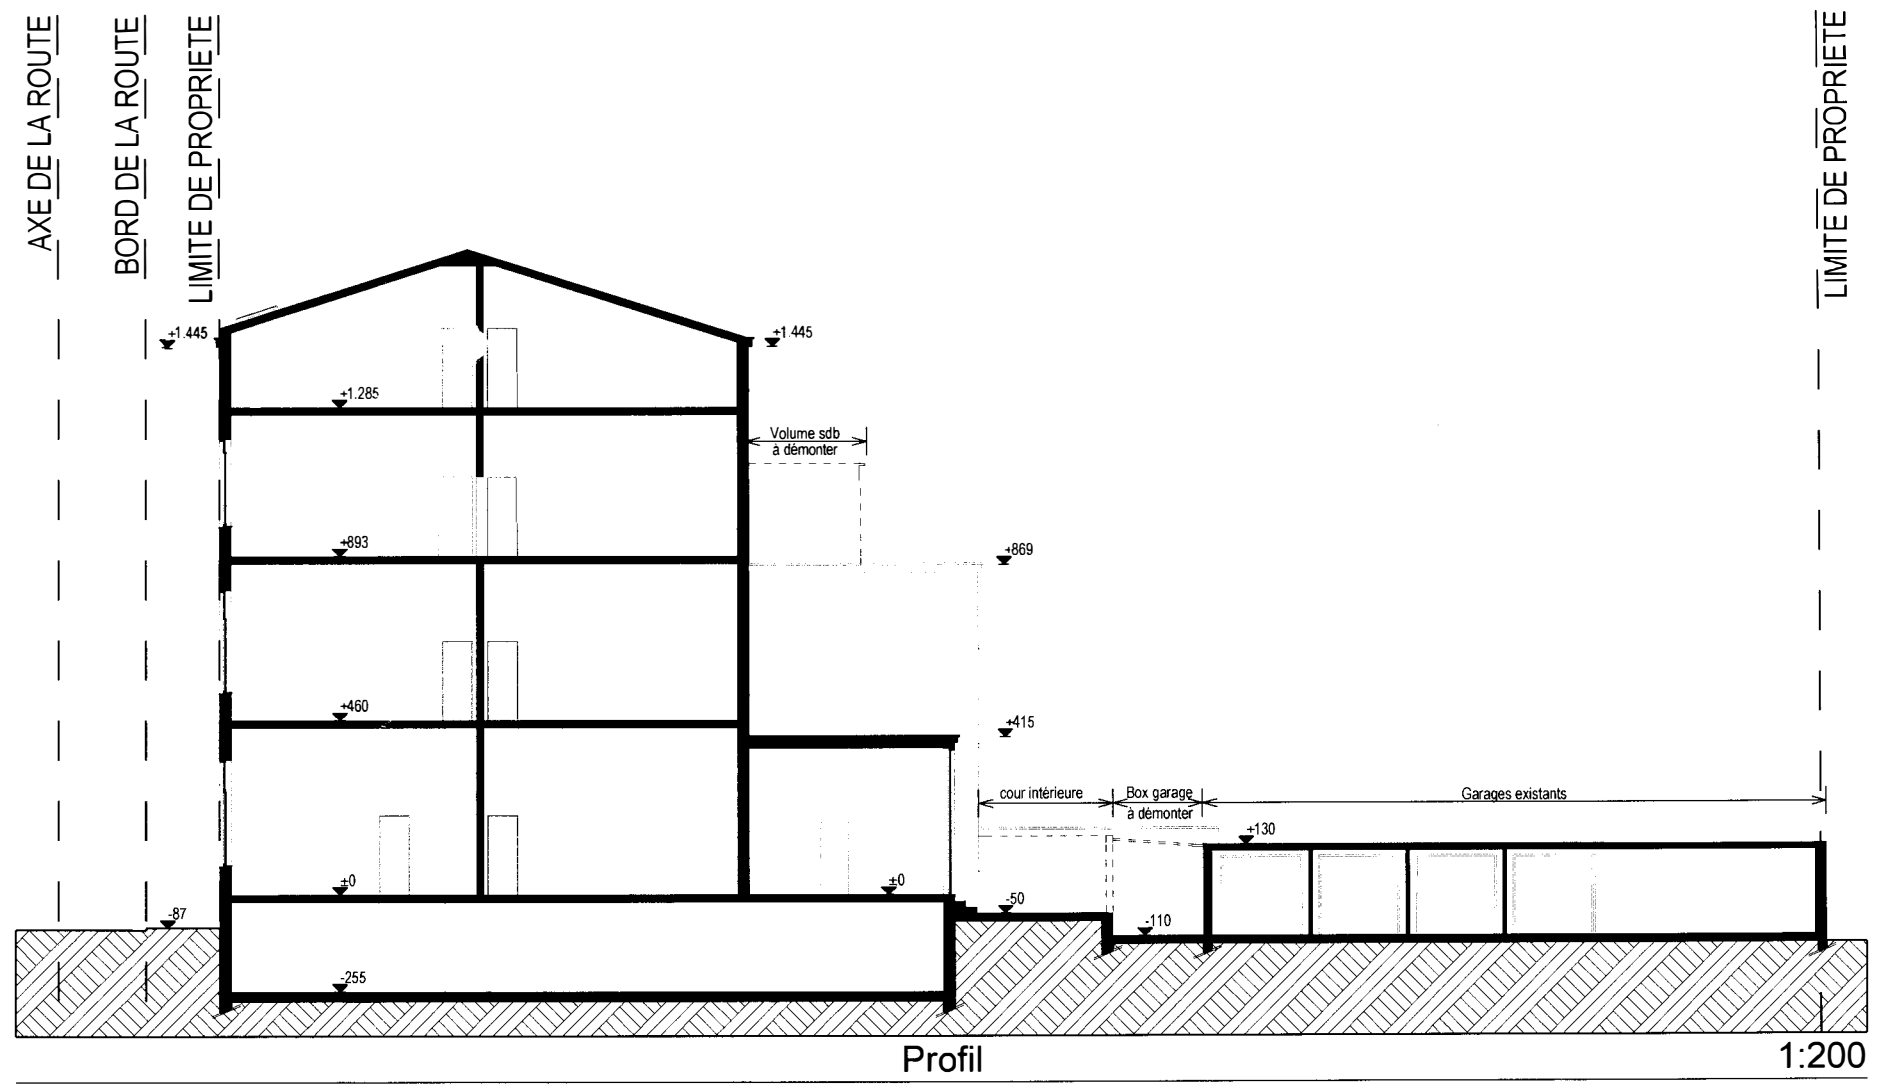 AXE DE LA ROUTE
BORD DE LA ROUTE
LIMITE DE PROPRIETE
LIMITE DE PROPRIETE
+1.445
+1.445
+1.285
Volume sdb
à démonter
+893
+869
+460
+415
cour intérieure
Box garage
à démonter
Garages existants
+130
±0
±0
-87
-50
-110
-255
Profil
1:200